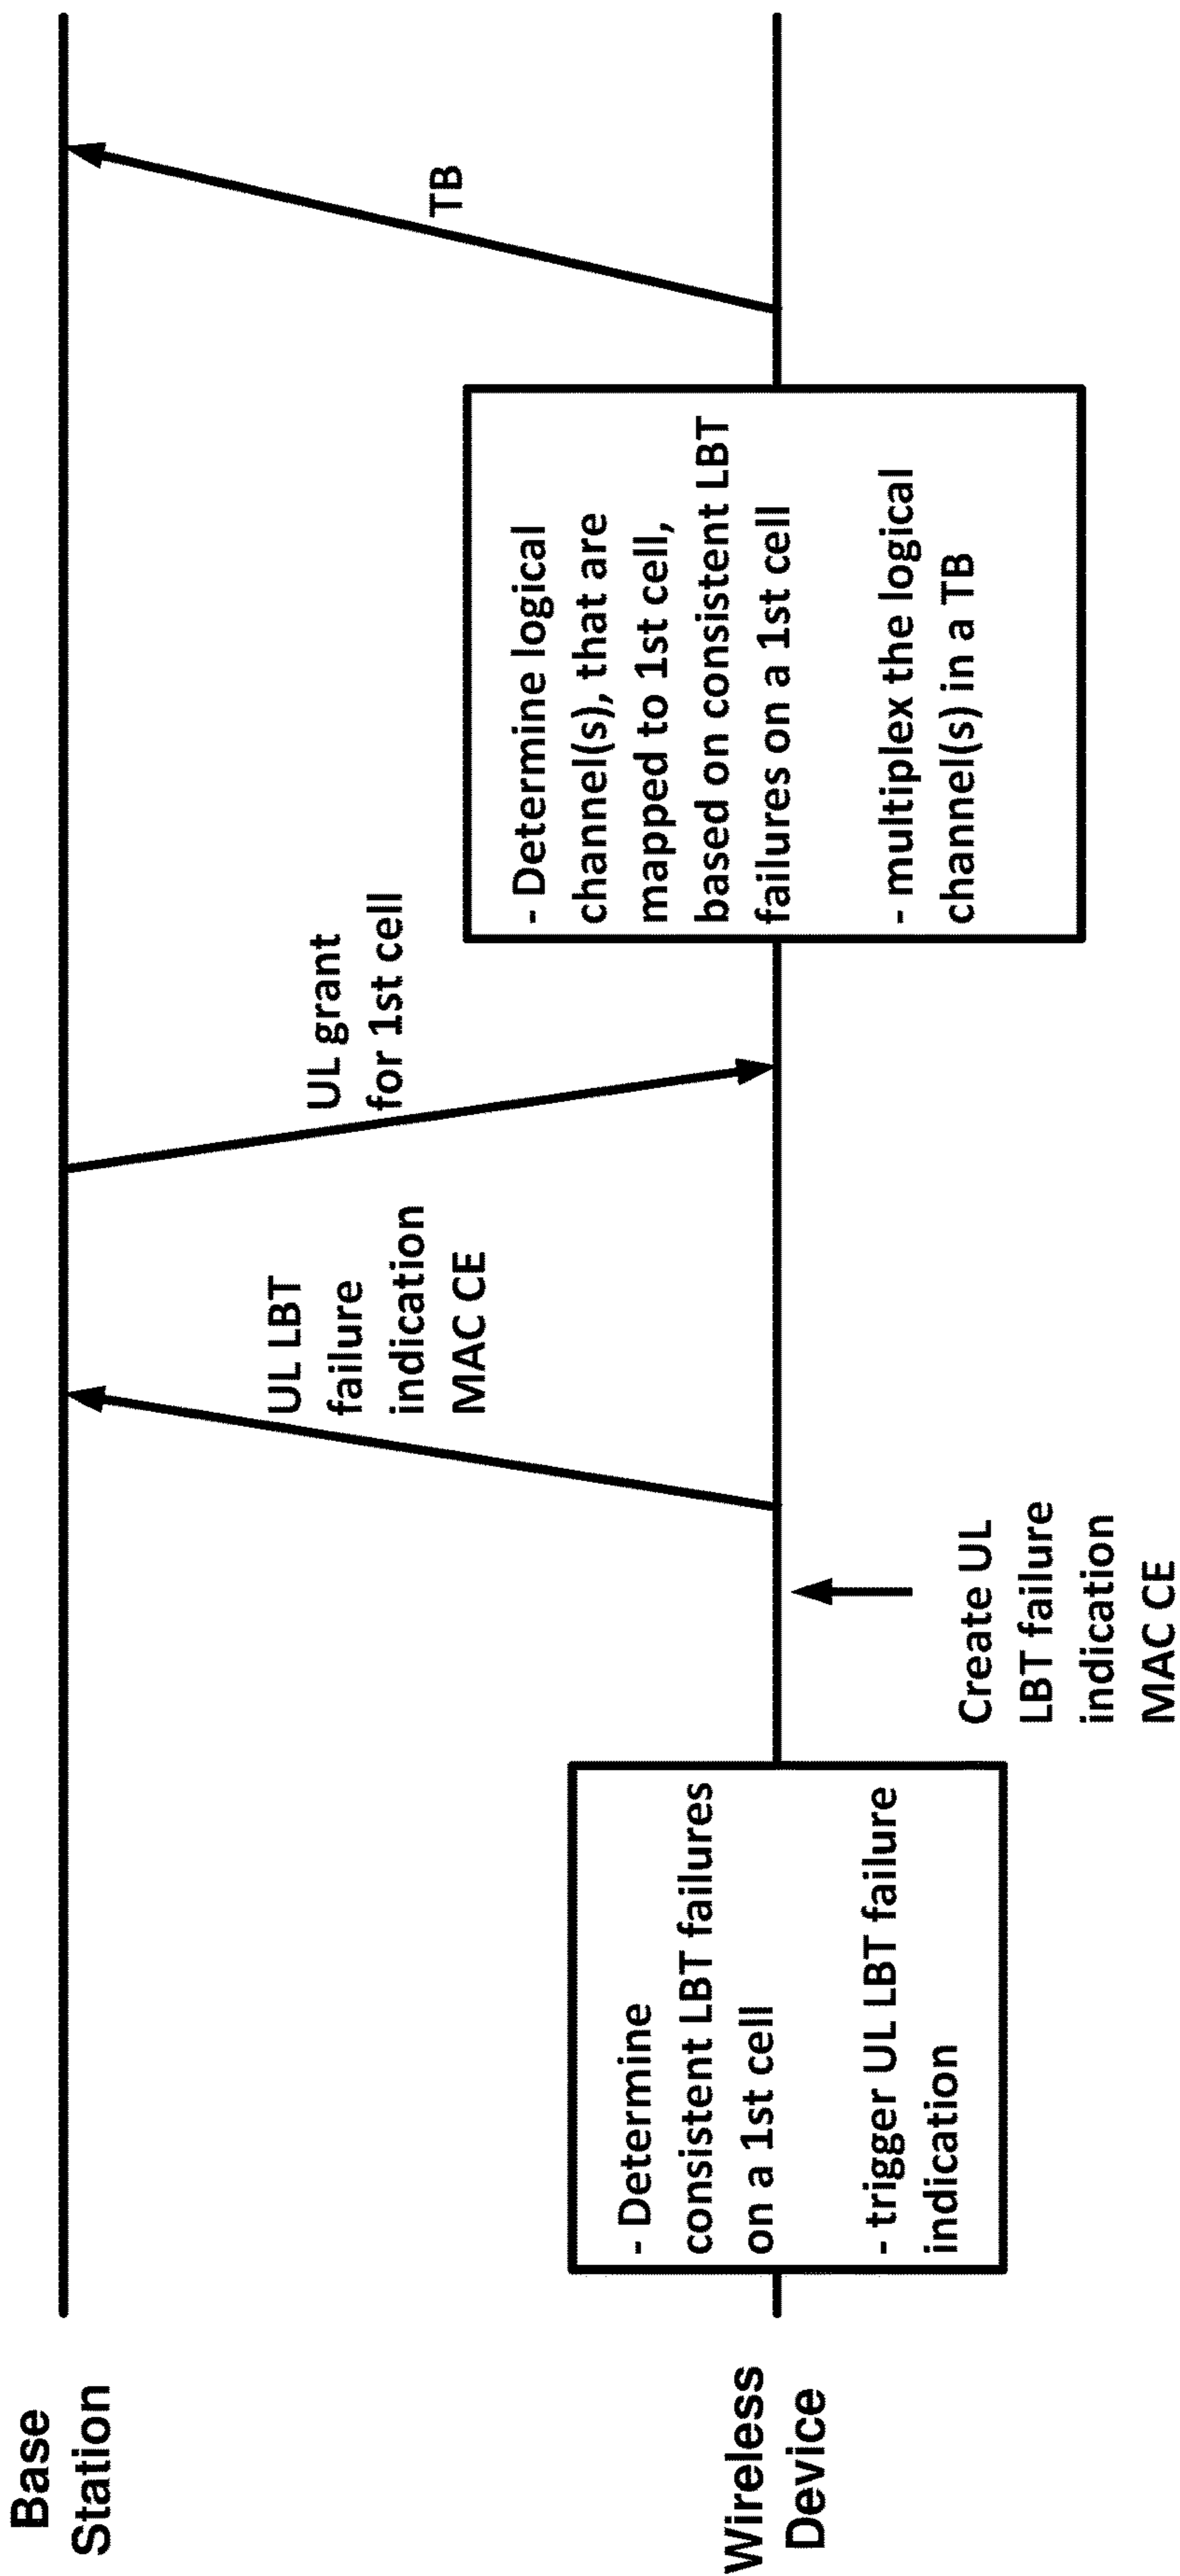 Base
Station
Wireless
Device
- Determine
consistent LBT failures
on a 1st cell
- trigger UL LBT failure
indication
Create UL
LBT failure
indication
MAC CE
UL LBT
failure
indication
MAC CE
UL grant
for 1st cell
- Determine logical
channel(s), that are
mapped to 1st cell,
based on consistent LBT
failures on a 1st cell
- multiplex the logical
channel(s) in a TB
TB